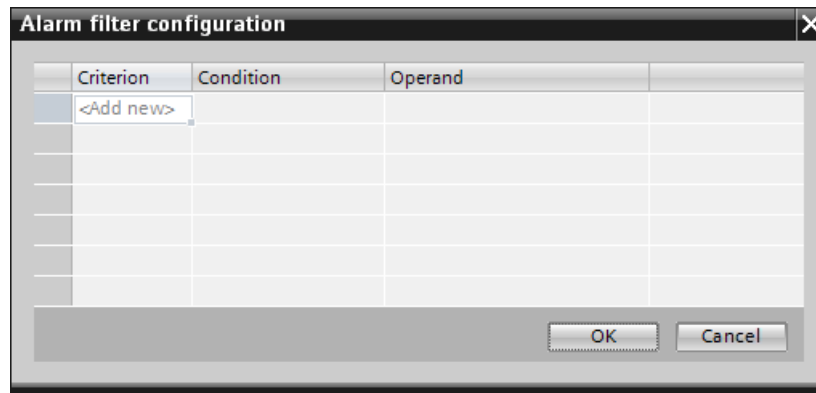 Alarm filter configuration
Criterion Condition Operand
<Add new>
OK Cancel